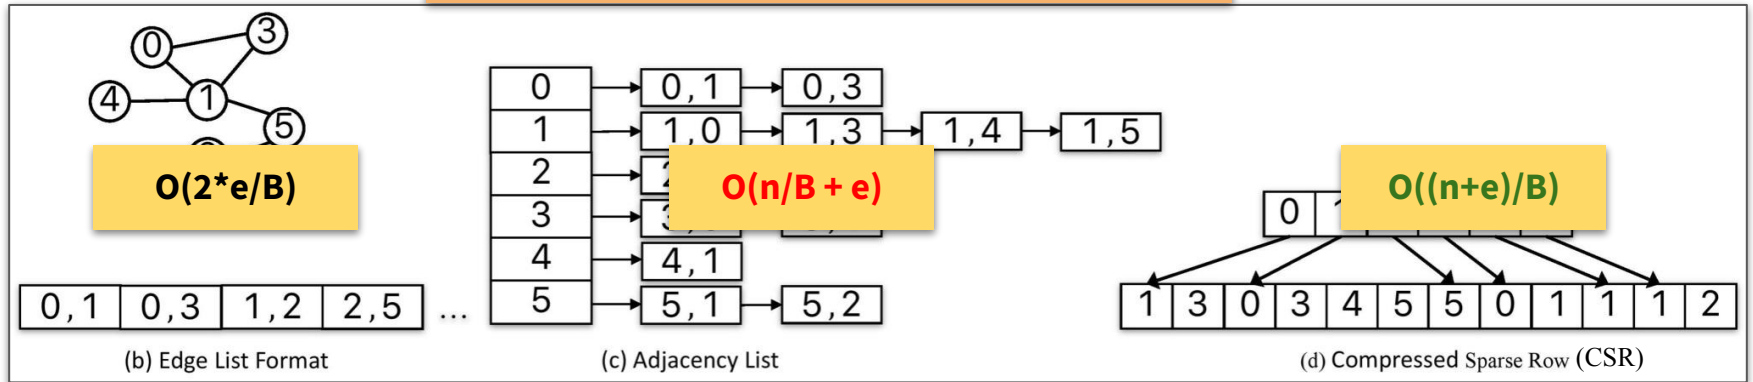 0
3
4
1
5
O(2*e/B)
0,1 0,3 1,2 2,5 ...
(b) Edge List Format
0 0,1 0,3
1 1,0 1,3 1,4 1,5
2
3
4 4,1
5 5,1 5,2
O(n/B + e)
(c) Adjacency List
O((n+e)/B)
0
1 3 0 3 4 5 5 0 1 1 1 2
(d) Compressed Sparse Row (CSR)